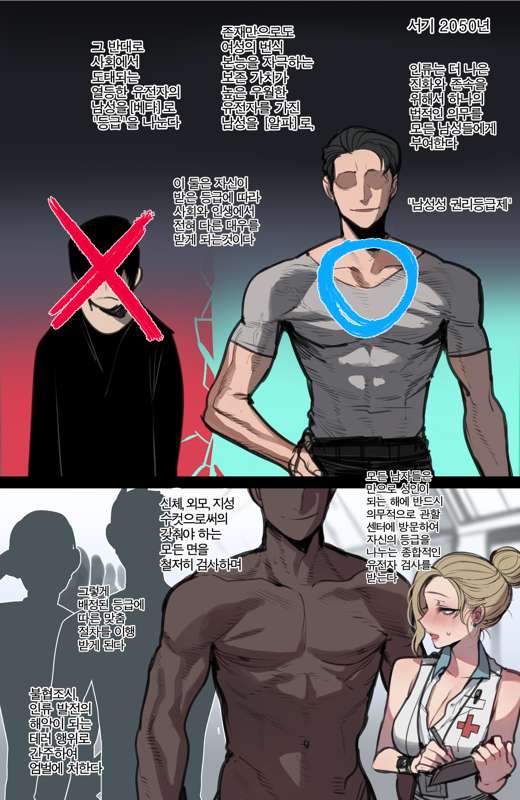 서기 2050년
인류는 더 나은
진화와 존속을
위해서 하나의
법적인 의무를
모든 남성들에게
부여한다
'남성성 권리등급제'
존재만으로도
여성의 번식
본능을 자극하는
보존 가치가
높은 우월한
유전자를 가진
남성을 [알파]로,
그 반대로
사회에서
도태되는
열등한 유전자의
남성을 [베타]로
'등급'을 나눈다
이 들은 자신이
받은 등급에 따라
사회와 인생에서
전혀 다른 대우를
받게 되는것이다
모든 남자들은
만으로 성인이
되는 해에 반드시
의무적으로 관할
센터에 방문하여
자신의 등급을
나누는 종합적인
유전자 검사를
받는다
신체, 외모, 지성
수컷으로써의
갖춰야 하는
모든 면을
철저히 검사하며
그렇게
배정된 등급에
따른 맞춤
절차를 이행
받게 된다
불협조시,
인류 발전의
해악이 되는
테러 행위로
간주하여
엄벌에 처한다